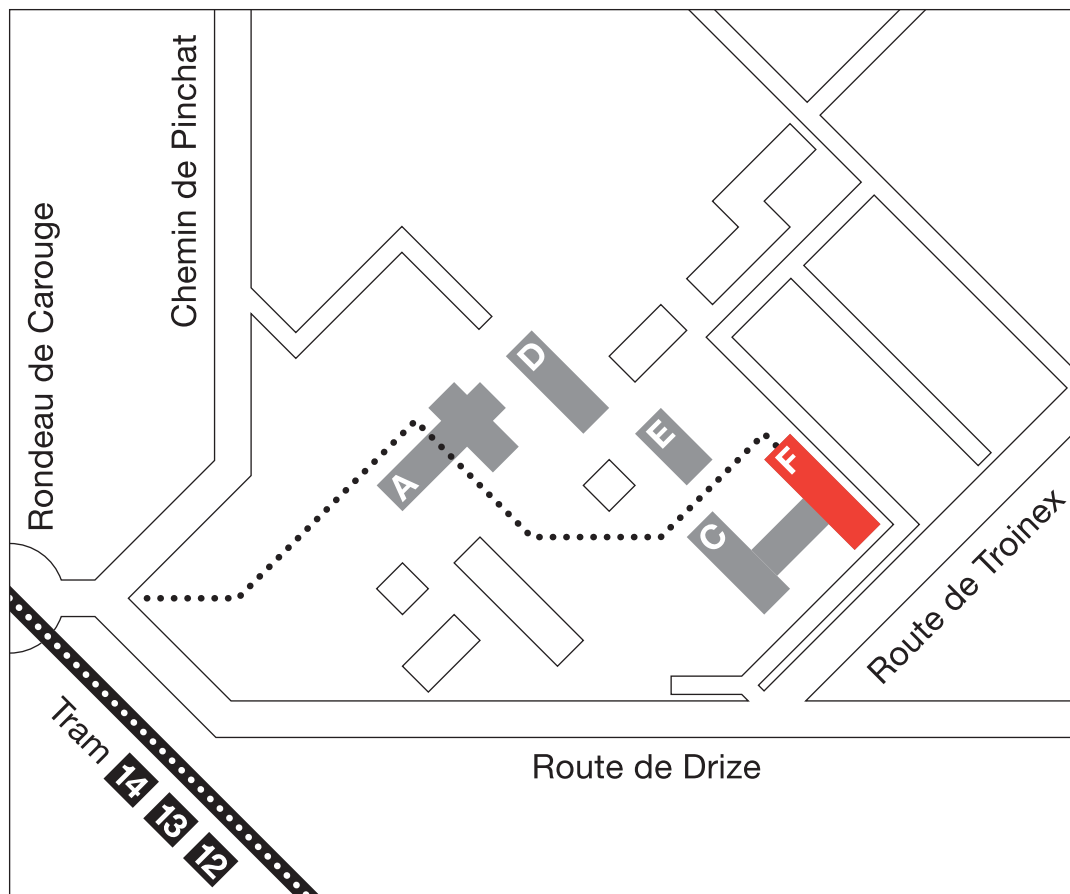 Rondeau de Carouge
Chemin de Pinchat
D
E
A
F
C
Route de Troinex
Tram 14 13 12
Route de Drize